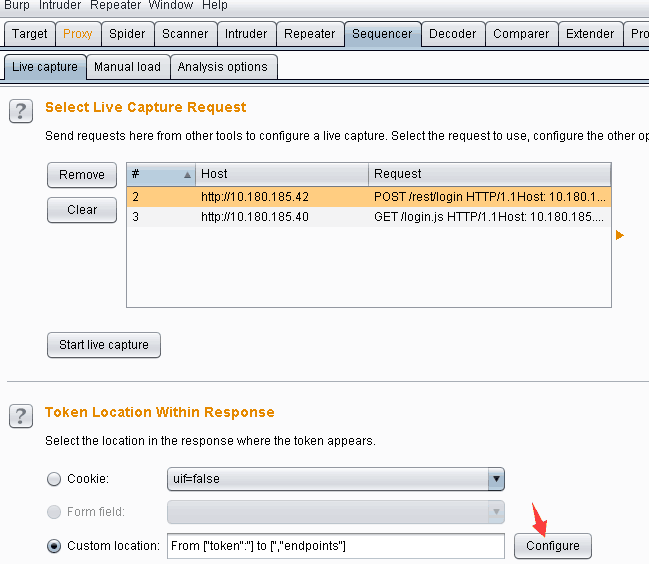 Burp Intruder Repeater Window Help
Target Proxy Spider Scanner Intruder Repeater Sequencer Decoder Comparer Extender Pro
Live capture Manual load Analysis options
? Select Live Capture Request
Send requests here from other tools to configure a live capture. Select the request to use, configure the other op
Remove # Host Request
2 http://10.180.185.42 POST /rest/login HTTP/1.1Host: 10.180.1...
Clear 3 http://10.180.185.40 GET /login.js HTTP/1.1Host: 10.180.185....
Start live capture
? Token Location Within Response
Select the location in the response where the token appears.
Cookie: uif=false
Form field:
Custom location: From ["token":"] to [","endpoints"] Configure